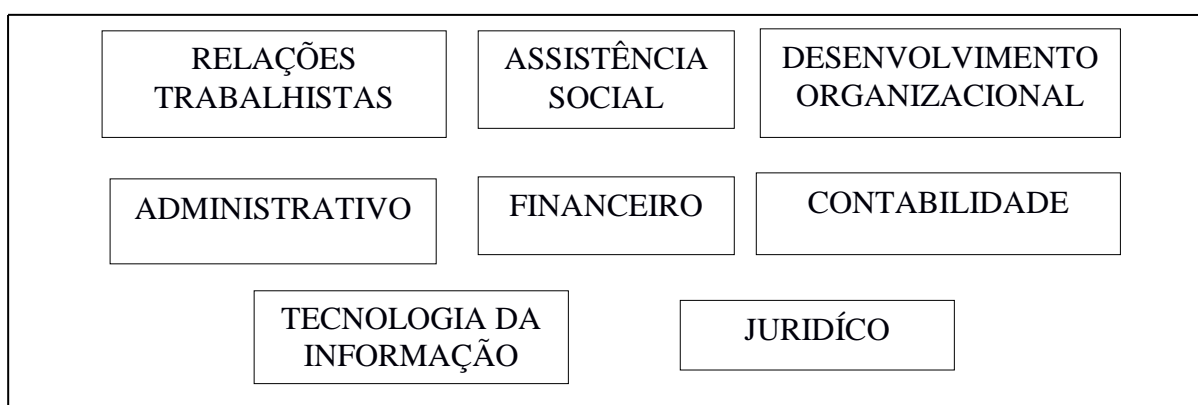 RELAÇÕES
TRABALHISTAS
ASSISTÊNCIA
SOCIAL
DESENVOLVIMENTO
ORGANIZACIONAL
ADMINISTRATIVO
FINANCEIRO
CONTABILIDADE
TECNOLOGIA DA
INFORMAÇÃO
JURIDÍCO